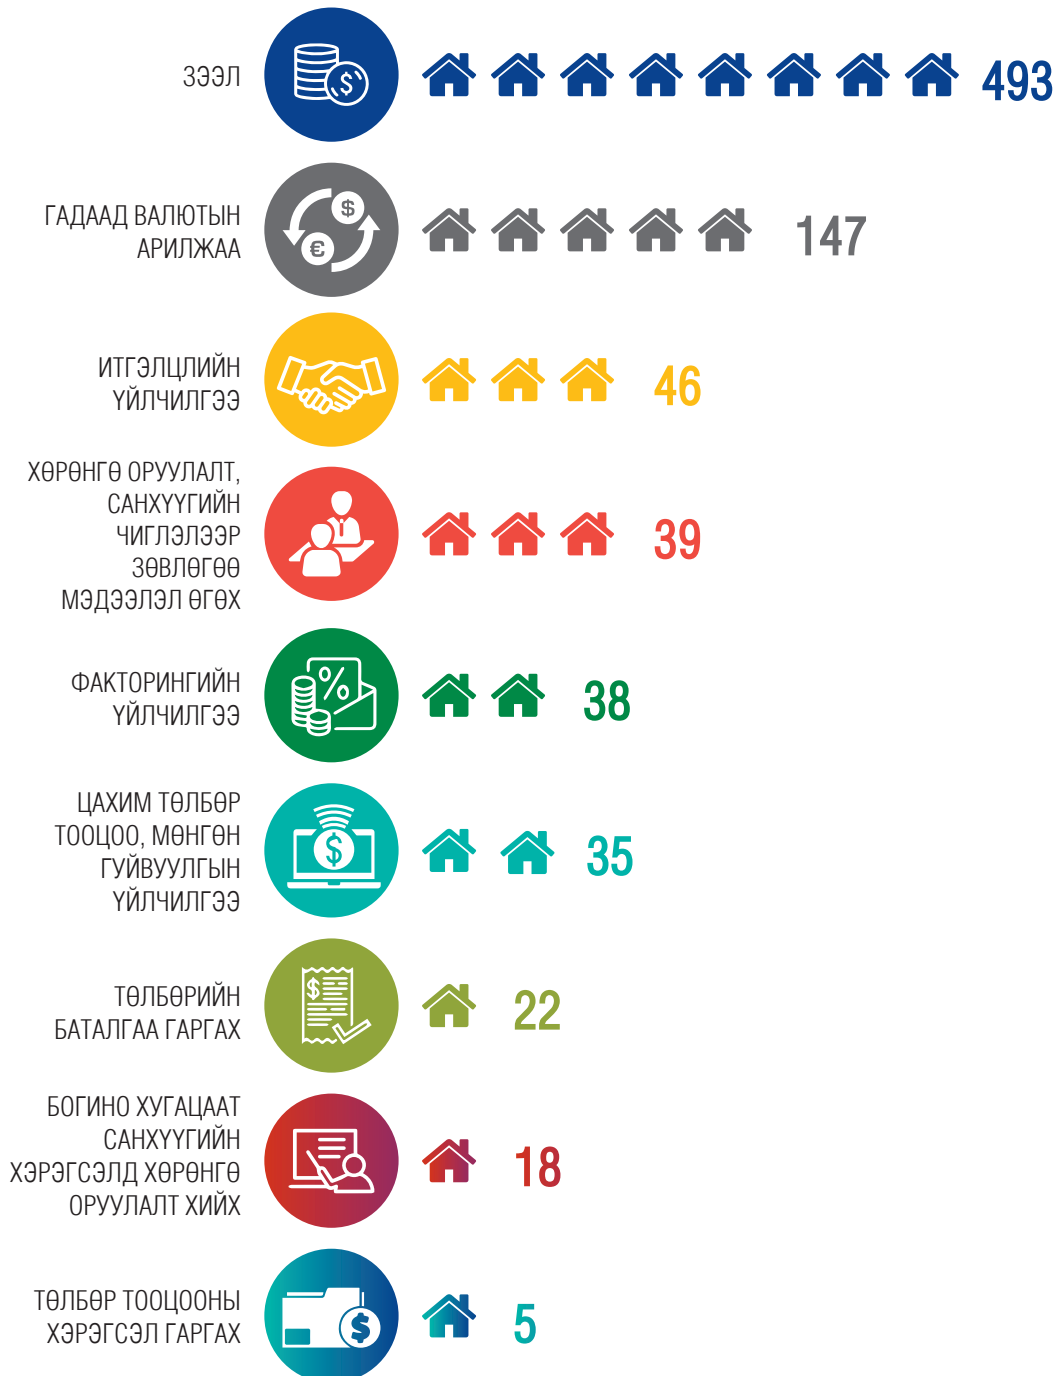 ЗЭЭЛ
493
ГАДААД ВАЛЮТЫН
АРИЛЖАА
147
ИТГЭЛЦЛИЙН
ҮЙЛЧИЛГЭЭ
46
ХӨРӨНГӨ ОРУУЛАЛТ,
САНХҮҮГИЙН
ЧИГЛЭЛЭЭР
ЗӨВЛӨГӨӨ
МЭДЭЭЛЭЛ ӨГӨХ
39
ФАКТОРИНГИЙН
ҮЙЛЧИЛГЭЭ
38
ЦАХИМ ТӨЛБӨР
ТООЦОО, МӨНГӨН
ГУЙВУУЛГЫН
ҮЙЛЧИЛГЭЭ
35
ТӨЛБӨРИЙН
БАТАЛГАА ГАРГАХ
22
БОГИНО ХУГАЦААТ
САНХҮҮГИЙН
ХЭРЭГСЭЛД ХӨРӨНГӨ
ОРУУЛАЛТ ХИЙХ
18
ТӨЛБӨР ТООЦООНЫ
ХЭРЭГСЭЛ ГАРГАХ
5